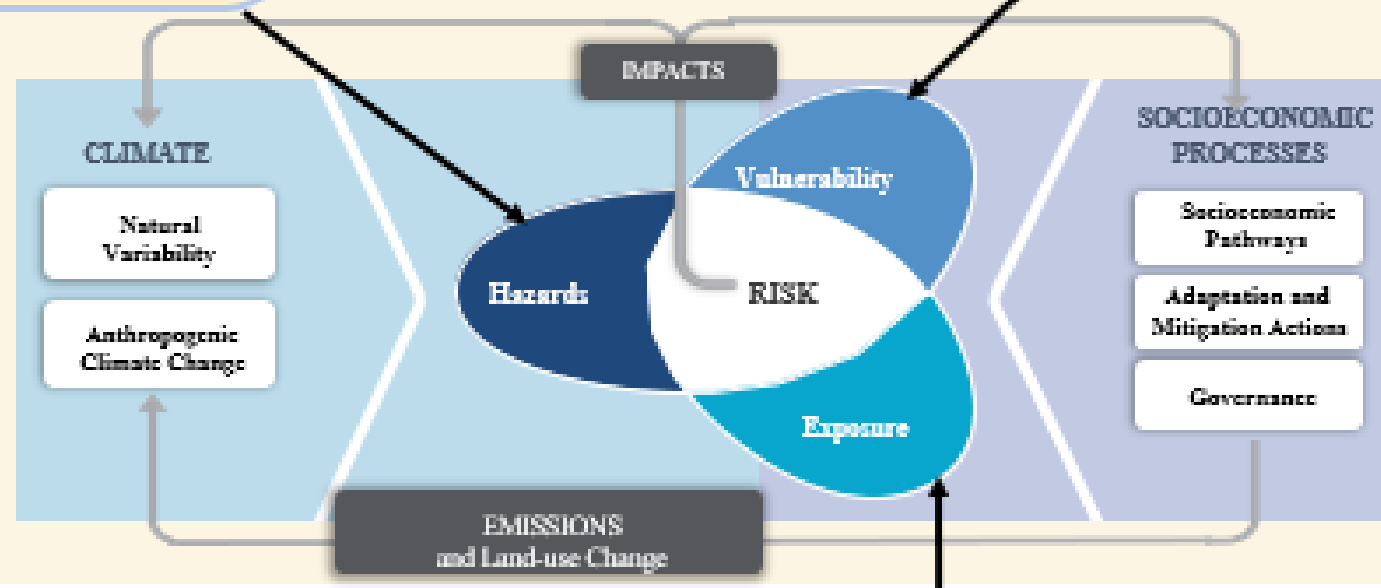 IMPACTS
CLIMATE
Natural
Variability
Anthropogenic
Climate Change
Vulnerability
Hazards
RISK
Exposure
SOCIOECONOMIC
PROCESSES
Socioeconomic
Pathways
Adaptation and
Mitigation Actions
Governance
EMISSIONS
and Land-use Change